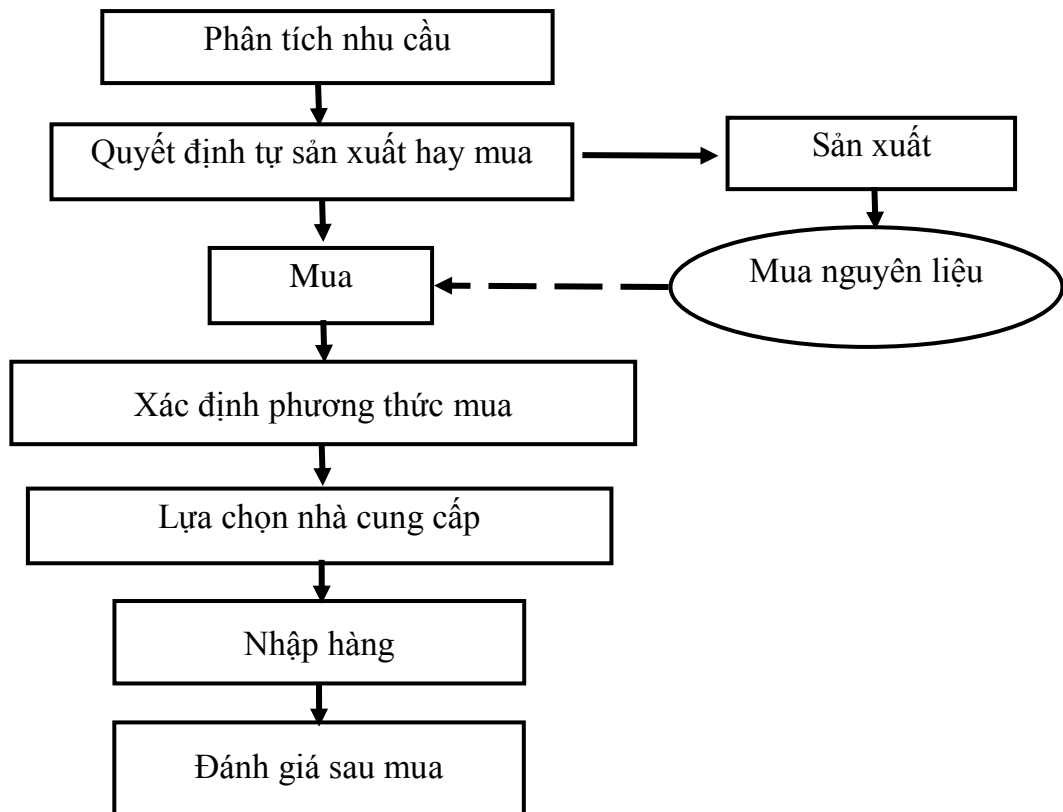 Phân tích nhu cầu
Quyết định tự sản xuất hay mua
Sản xuất
Mua
Mua nguyên liệu
Xác định phương thức mua
Lựa chọn nhà cung cấp
Nhập hàng
Đánh giá sau mua